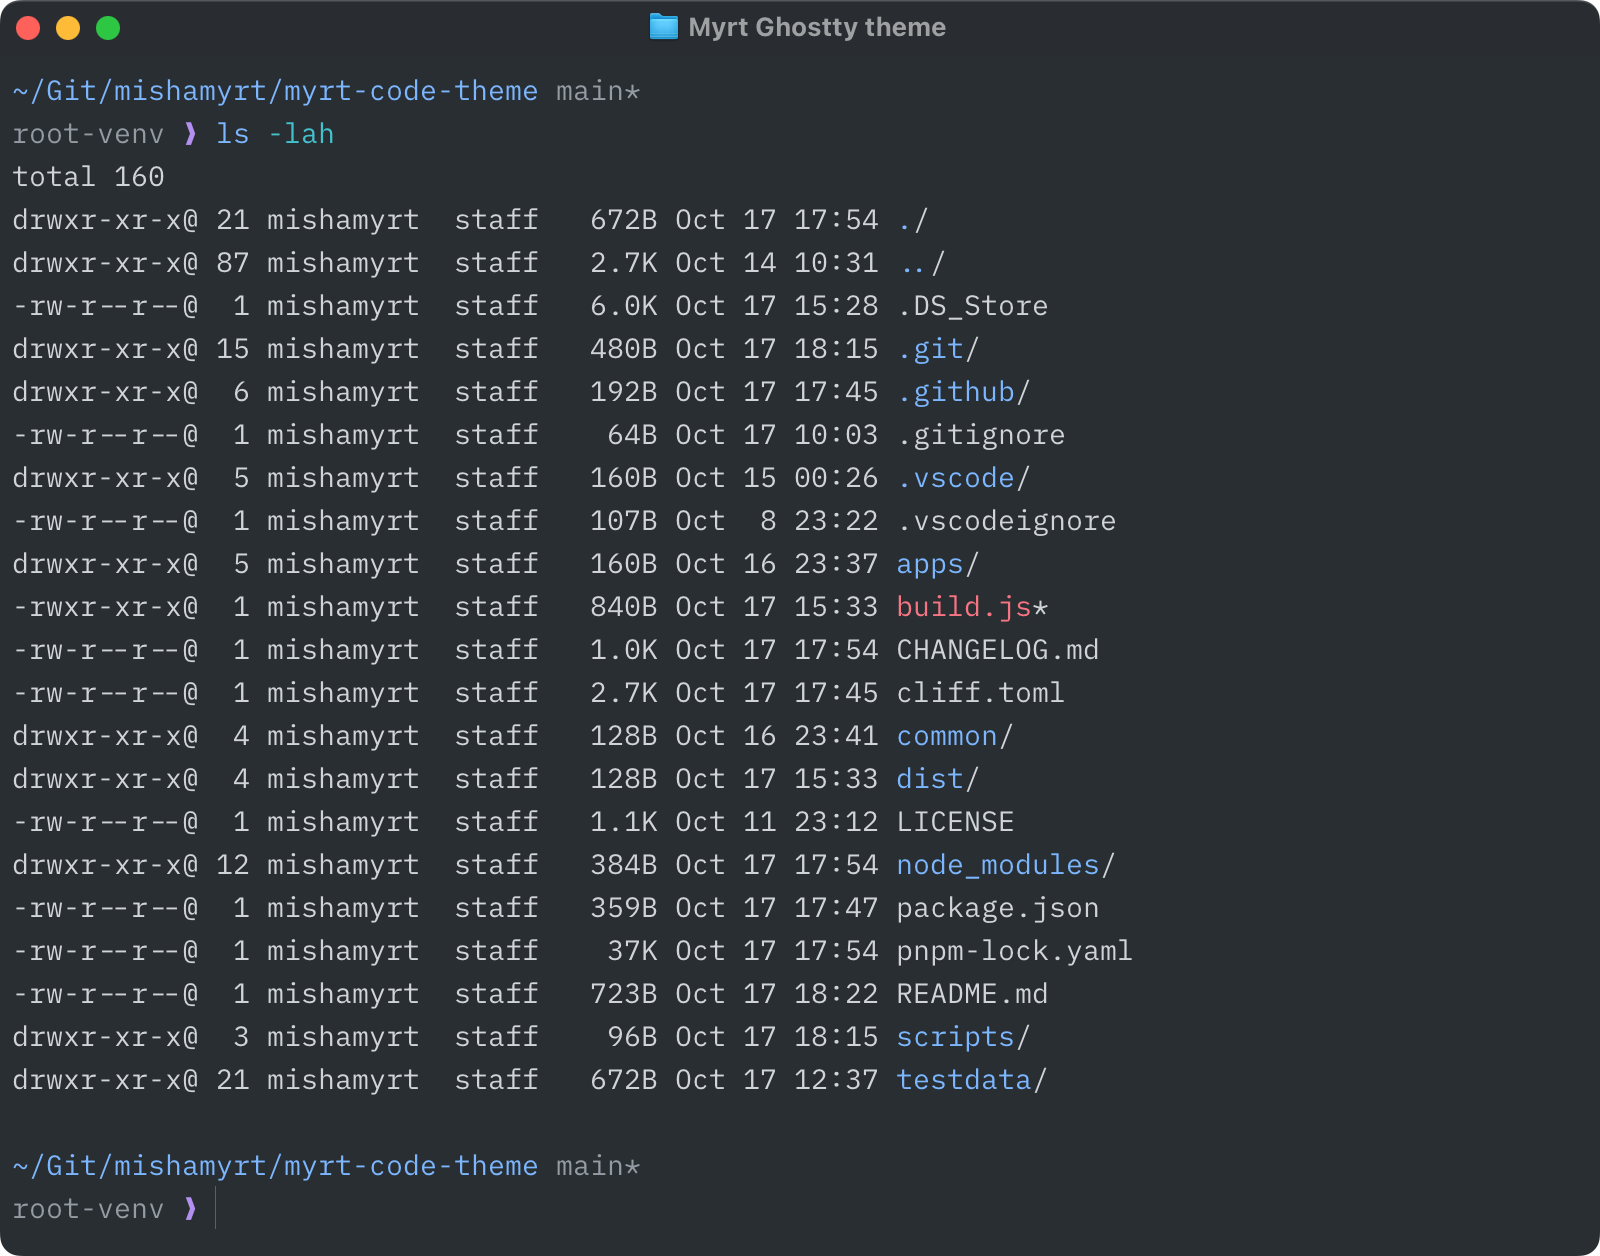 Myrt Ghostty theme
~/Git/mishamyrt/myrt-code-theme main*
root-venv ❱ ls -lah
total 160
drwxr-xr-x@ 21 mishamyrt  staff   672B Oct 17 17:54 ./
drwxr-xr-x@ 87 mishamyrt  staff   2.7K Oct 14 10:31 ../
-rw-r--r--@  1 mishamyrt  staff   6.0K Oct 17 15:28 .DS_Store
drwxr-xr-x@ 15 mishamyrt  staff   480B Oct 17 18:15 .git/
drwxr-xr-x@  6 mishamyrt  staff   192B Oct 17 17:45 .github/
-rw-r--r--@  1 mishamyrt  staff    64B Oct 17 10:03 .gitignore
drwxr-xr-x@  5 mishamyrt  staff   160B Oct 15 00:26 .vscode/
-rw-r--r--@  1 mishamyrt  staff   107B Oct  8 23:22 .vscodeignore
drwxr-xr-x@  5 mishamyrt  staff   160B Oct 16 23:37 apps/
-rwxr-xr-x@  1 mishamyrt  staff   840B Oct 17 15:33 build.js*
-rw-r--r--@  1 mishamyrt  staff   1.0K Oct 17 17:54 CHANGELOG.md
-rw-r--r--@  1 mishamyrt  staff   2.7K Oct 17 17:45 cliff.toml
drwxr-xr-x@  4 mishamyrt  staff   128B Oct 16 23:41 common/
drwxr-xr-x@  4 mishamyrt  staff   128B Oct 17 15:33 dist/
-rw-r--r--@  1 mishamyrt  staff   1.1K Oct 11 23:12 LICENSE
drwxr-xr-x@ 12 mishamyrt  staff   384B Oct 17 17:54 node_modules/
-rw-r--r--@  1 mishamyrt  staff   359B Oct 17 17:47 package.json
-rw-r--r--@  1 mishamyrt  staff    37K Oct 17 17:54 pnpm-lock.yaml
-rw-r--r--@  1 mishamyrt  staff   723B Oct 17 18:22 README.md
drwxr-xr-x@  3 mishamyrt  staff    96B Oct 17 18:15 scripts/
drwxr-xr-x@ 21 mishamyrt  staff   672B Oct 17 12:37 testdata/
~/Git/mishamyrt/myrt-code-theme main*
root-venv ❱